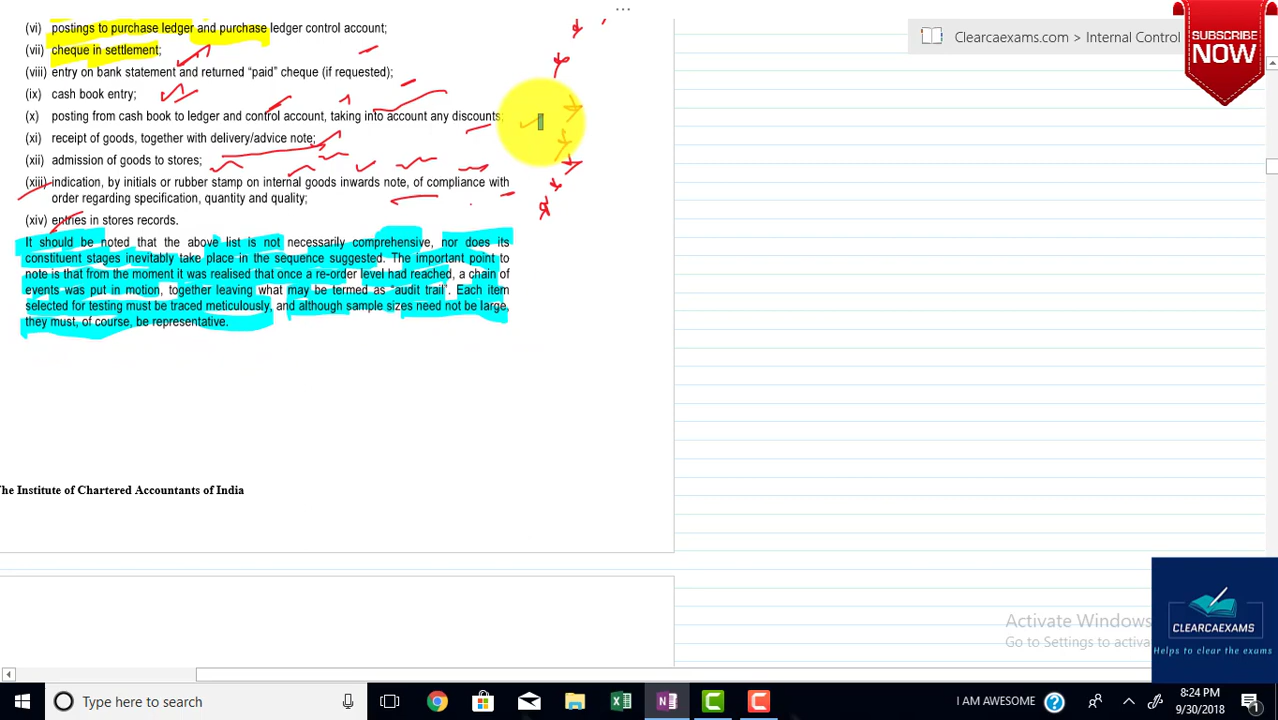 (vi) postings to purchase ledger and purchase ledger control account;
(vii) cheque in settlement;
(viii) entry on bank statement and returned “paid” cheque (if requested);
(ix) cash book entry;
(x) posting from cash book to ledger and control account, taking into account any discounts;
(xi) receipt of goods, together with delivery/advice note;
(xii) admission of goods to stores;
(xiii) indication, by initials or rubber stamp on internal goods inwards note, of compliance with
order regarding specification, quantity and quality;
(xiv) entries in stores records.
It should be noted that the above list is not necessarily comprehensive, nor does its
constituent stages inevitably take place in the sequence suggested. The important point to
note is that from the moment it was realised that once a re-order level had reached, a chain of
events was put in motion, together leaving what may be termed as “audit trail”. Each item
selected for testing must be traced meticulously, and although sample sizes need not be large,
they must, of course, be representative.
he Institute of Chartered Accountants of India
Clearcaexams.com > Internal Control
SUBSCRIBE
NOW
Activate Windows
Go to Settings to activa
CLEARCAEXAMS
Helps to clear the exams
Type here to search
I AM AWESOME
8:24 PM
9/30/2018